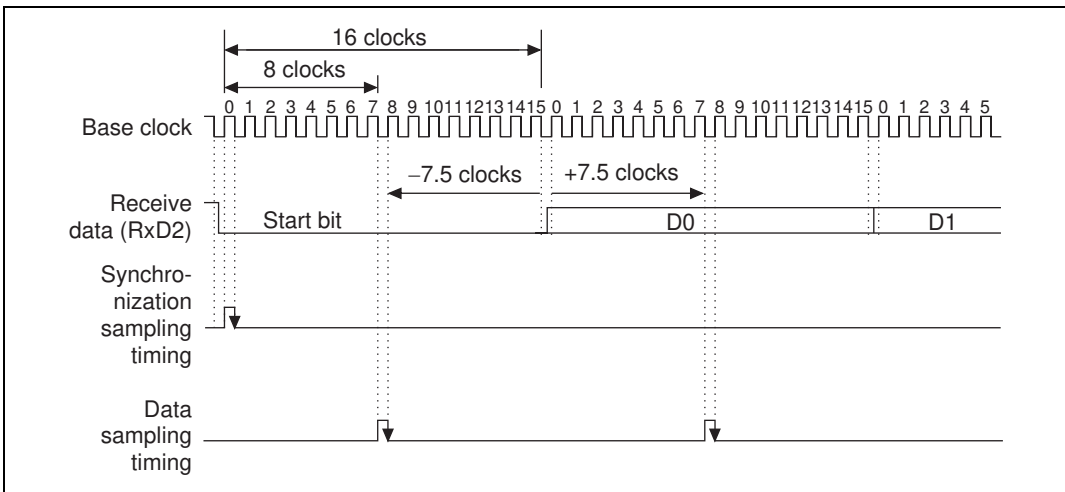 16 clocks
8 clocks
0 1 2 3 4 5 6 7 8 9 10 11 12 13 14 15 0 1 2 3 4 5 6 7 8 9 10 11 12 13 14 15 0 1 2 3 4 5
Base clock
−7.5 clocks +7.5 clocks
Receive
data (RxD2)
Start bit D0 D1
Synchro-
nization
sampling
timing
Data
sampling
timing